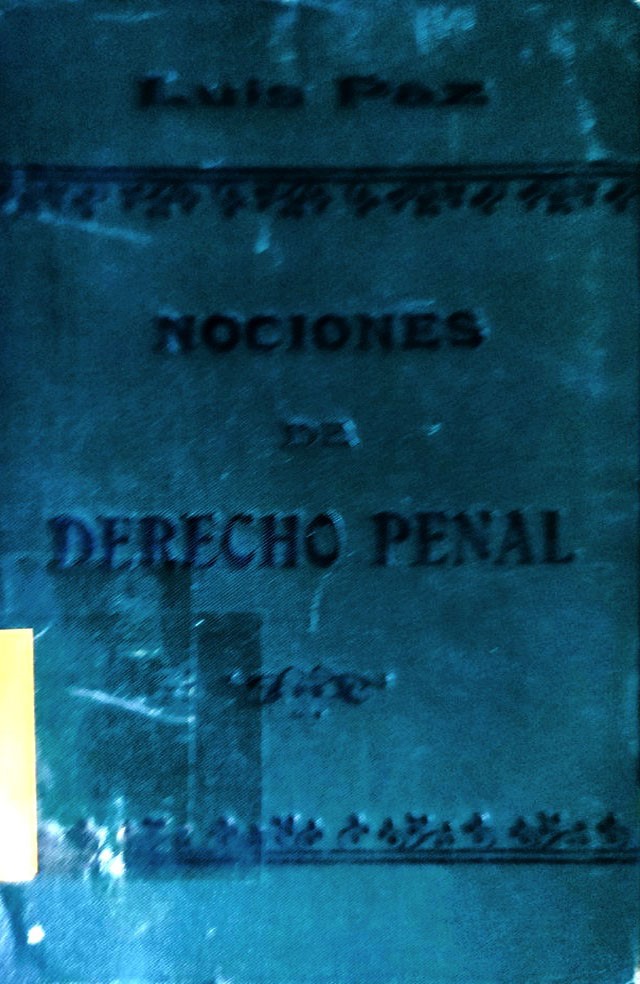 Luis Paz
NOCIONES
DE
DERECHO PENAL